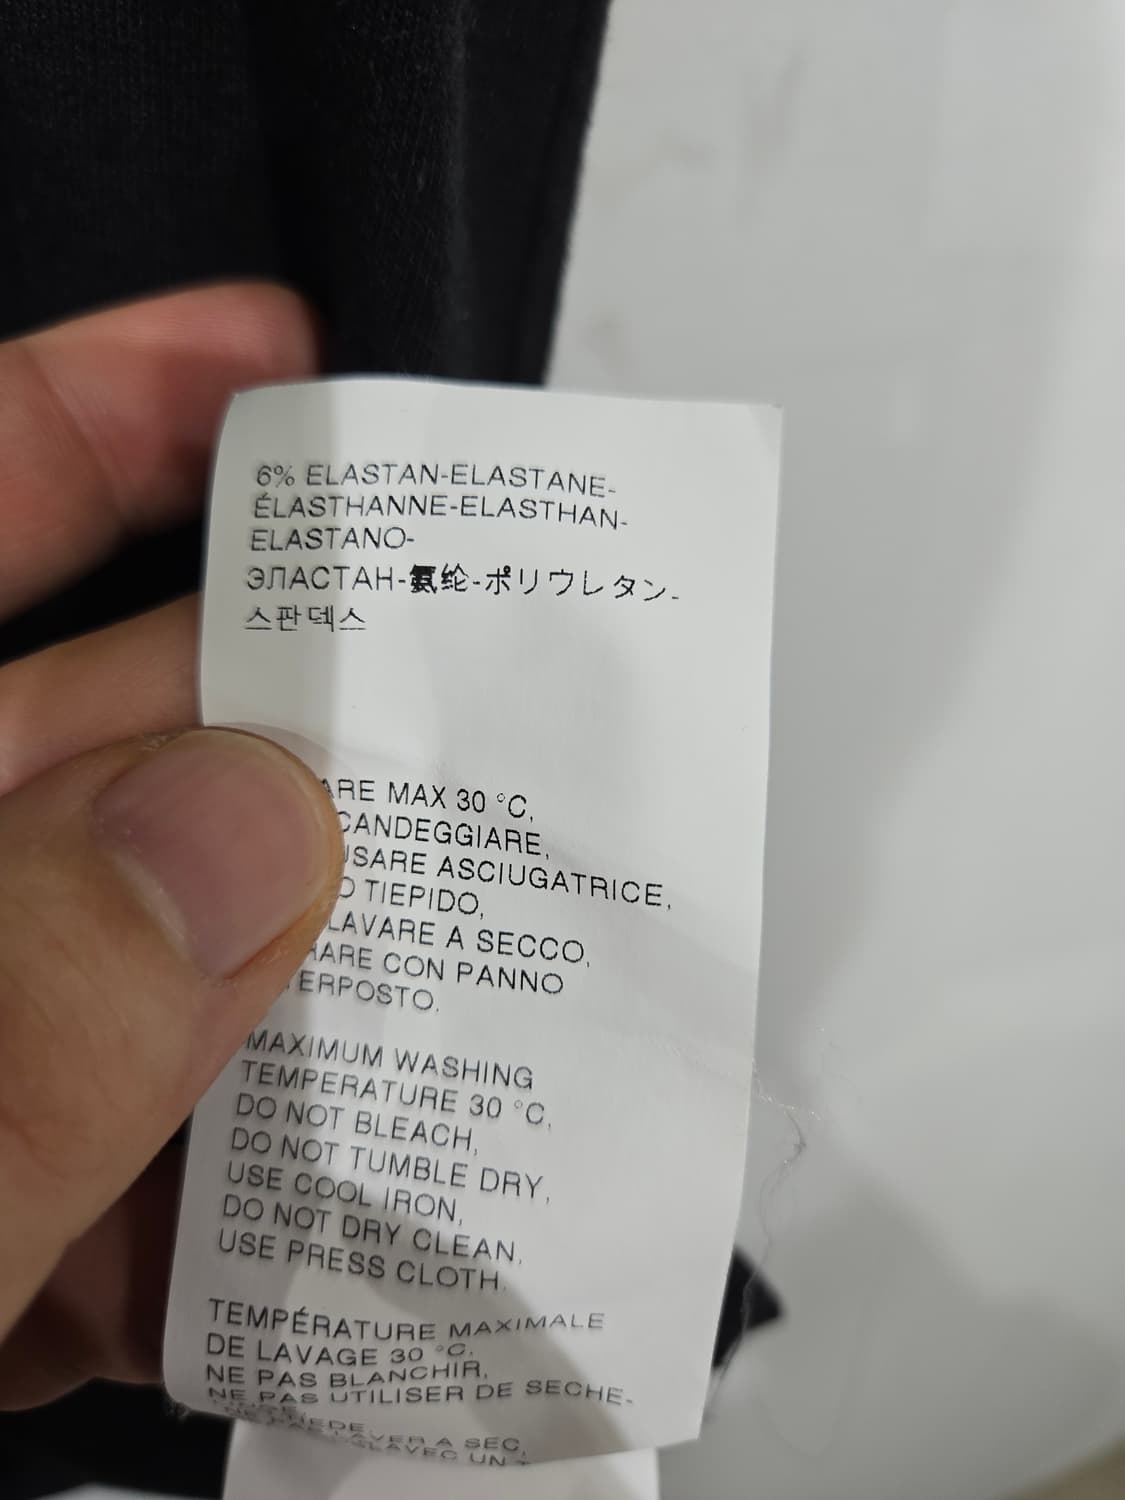 6% ELASTAN-ELASTANE-
ÉLASTHANNE-ELASTHAN-
ELASTANO-
ЭЛАСТАН-氨纶-ポリウレタン-
스판덱스
MAX 30 °C,
CANDEGGIARE,
ASCIUGATRICE,
TIEPIDO,
LAVARE A SECCO,
CON PANNO
MAXIMUM WASHING
TEMPERATURE 30 °C,
DO NOT BLEACH,
DO NOT TUMBLE DRY,
USE COOL IRON,
DO NOT DRY CLEAN,
USE PRESS CLOTH.
TEMPÉRATURE MAXIMALE
DE LAVAGE 30 °C,
NE PAS BLANCHIR,
NE PAS UTILISER DE SECHE-
A SEC,
AVEC UN